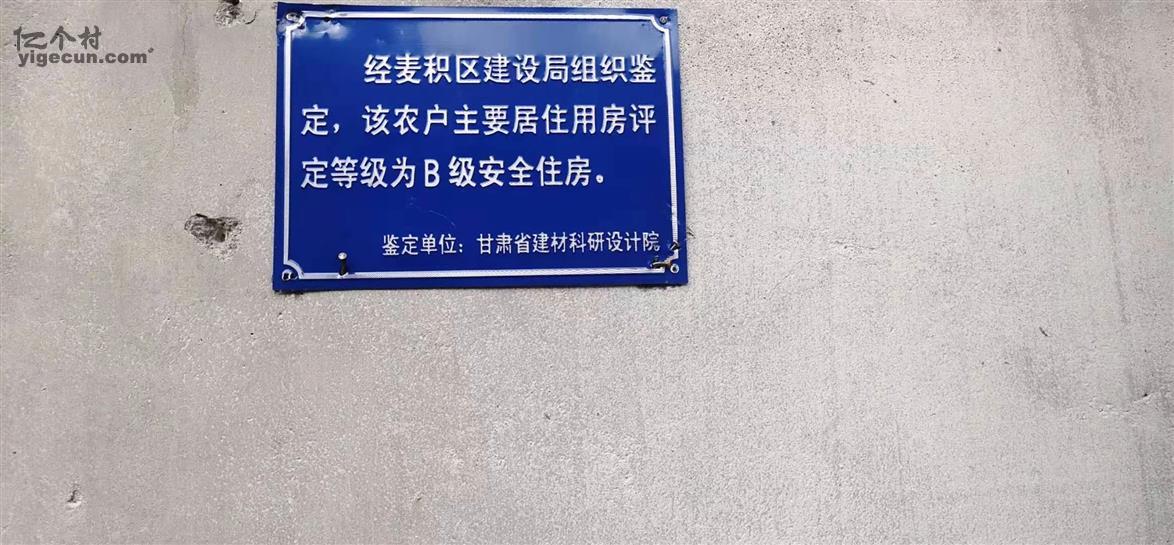 亿个村
yigecun.com
经麦积区建设局组织鉴
定，该农户主要居住用房评
定等级为B级安全住房。
鉴定单位：甘肃省建材科研设计院